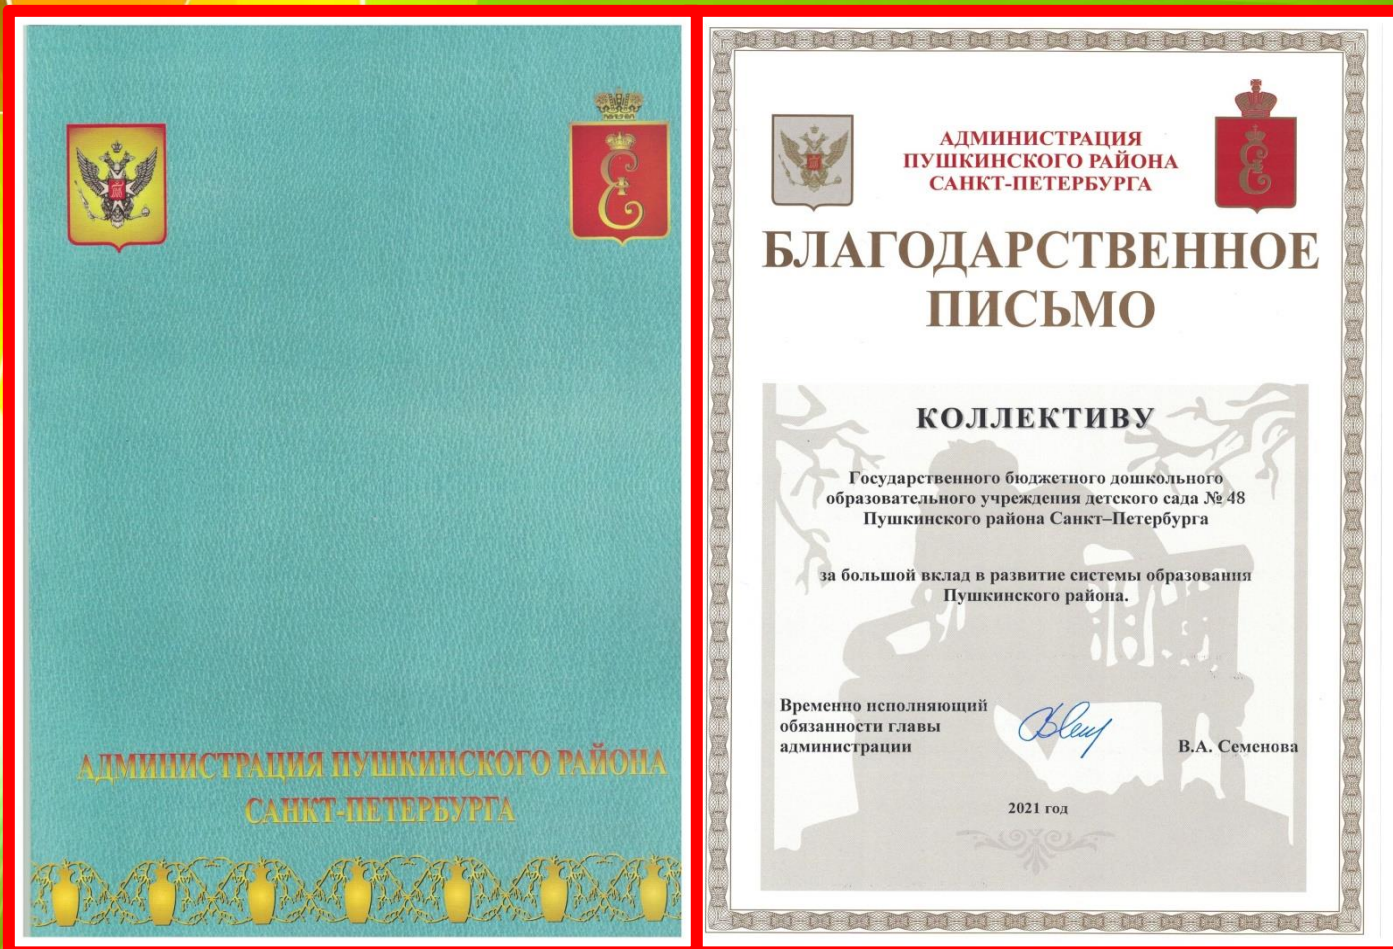 АДМИНИСТРАЦИЯ ПУШКИНСКОГО РАЙОНА
САНКТ-ПЕТЕРБУРГА
АДМИНИСТРАЦИЯ
ПУШКИНСКОГО РАЙОНА
САНКТ-ПЕТЕРБУРГА
БЛАГОДАРСТВЕННОЕ
ПИСЬМО
КОЛЛЕКТИВУ
Государственного бюджетного дошкольного
образовательного учреждения детского сада № 48
Пушкинского района Санкт–Петербурга
за большой вклад в развитие системы образования
Пушкинского района.
Временно исполняющий
обязанности главы
администрации
В.А. Семенова
2021 год